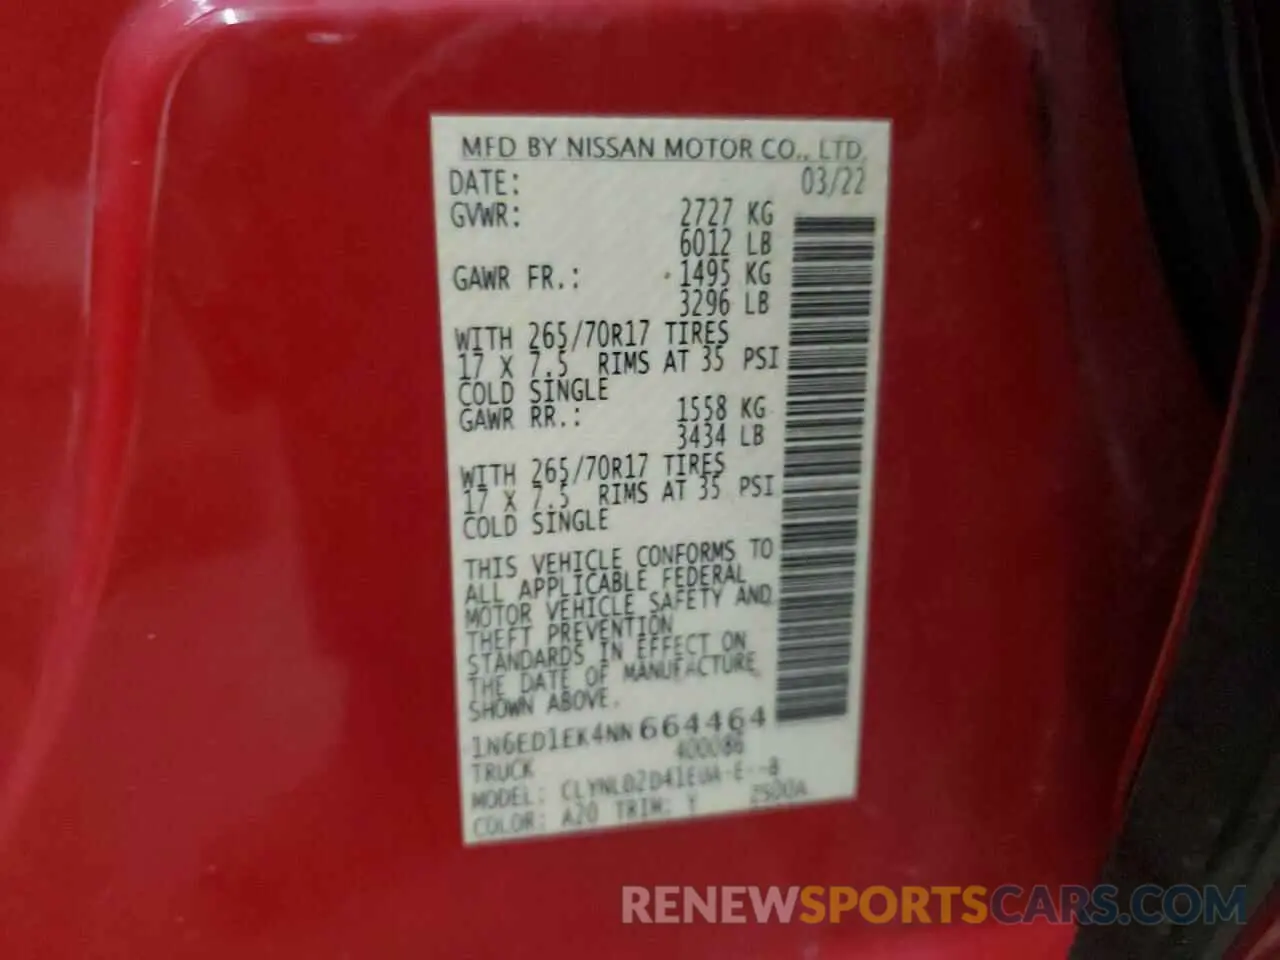 MFD BY NISSAN MOTOR CO., LTD.
DATE: 03/22
GVWR: 2727 KG
6012 LB
GAWR FR.: 1495 KG
3296 LB
WITH 265/70R17 TIRES
17 X 7.5 RIMS AT 35 PSI
COLD SINGLE
GAWR RR.: 1558 KG
3434 LB
WITH 265/70R17 TIRES
17 X 7.5 RIMS AT 35 PSI
COLD SINGLE
THIS VEHICLE CONFORMS TO
ALL APPLICABLE FEDERAL
MOTOR VEHICLE SAFETY AND
THEFT PREVENTION
STANDARDS IN EFFECT ON
THE DATE OF MANUFACTURE
SHOWN ABOVE.
1N6ED1EK4NN664464
TRUCK 400086
MODEL:
COLOR: A20 TRIM: Y
RENEWSPORTSCARS.COM